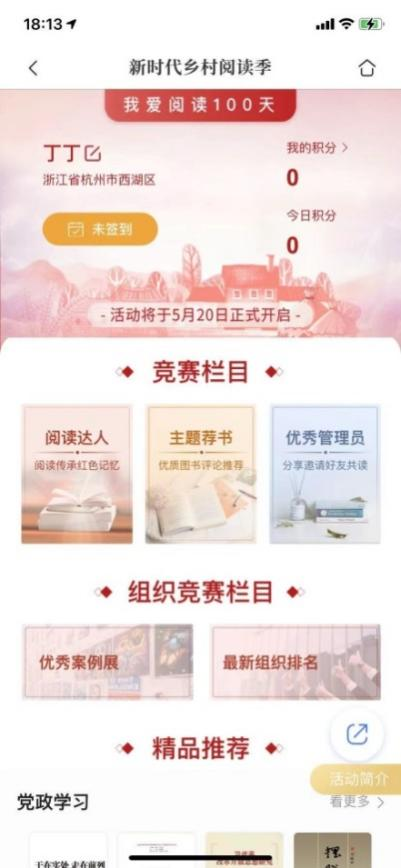 18:13
新时代乡村阅读季
我爱阅读100天
丁丁
我的积分
浙江省杭州市西湖区
0
未签到
今日积分
0
- 活动将于5月20日正式开启 -
竞赛栏目
阅读达人
主题荐书
优秀管理员
阅读传承红色记忆
优质图书评论推荐
分享邀请好友共读
组织竞赛栏目
优秀案例展
最新组织排名
精品推荐
活动简介
党政学习
看更多